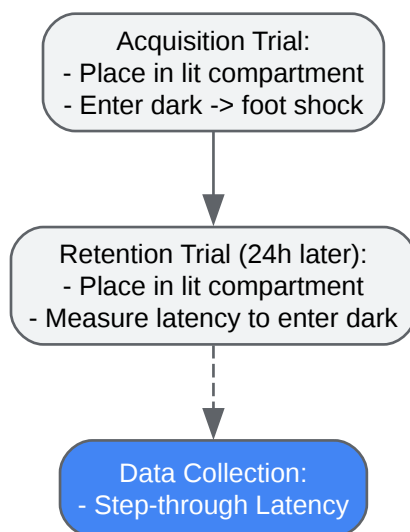 Acquisition Trial:
- Place in lit compartment
- Enter dark -> foot shock
Retention Trial (24h later):
- Place in lit compartment
- Measure latency to enter dark
Data Collection:
- Step-through Latency